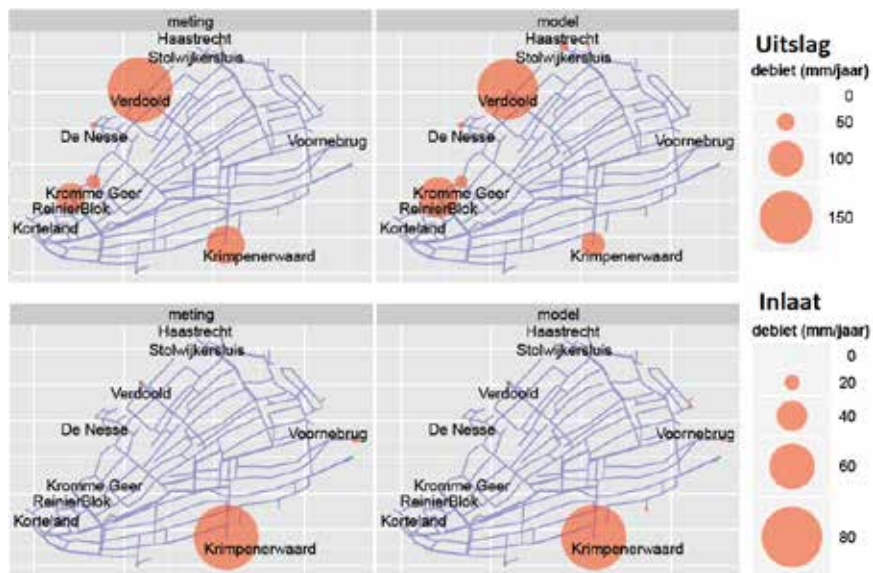 meting
Haastrecht
Stolwijkersluis
Verdoold
De Nesse
Voornebrug
Kromme Geer
ReinierBlok
Korteland
Krimpenerwaard
model
Haastrecht
Stolwijkersluis
Verdoold
De Nesse
Voornebrug
Kromme Geer
ReinierBlok
Korteland
Krimpenerwaard
Uitslag
debiet (mm/jaar)
0
50
100
150
meting
Haastrecht
Stolwijkersluis
Verdoold
De Nesse
Voornebrug
Kromme Geer
ReinierBlok
Korteland
Krimpenerwaard
model
Haastrecht
Stolwijkersluis
Verdoold
De Nesse
Voornebrug
Kromme Geer
ReinierBlok
Korteland
Krimpenerwaard
Inlaat
debiet (mm/jaar)
0
20
40
60
80